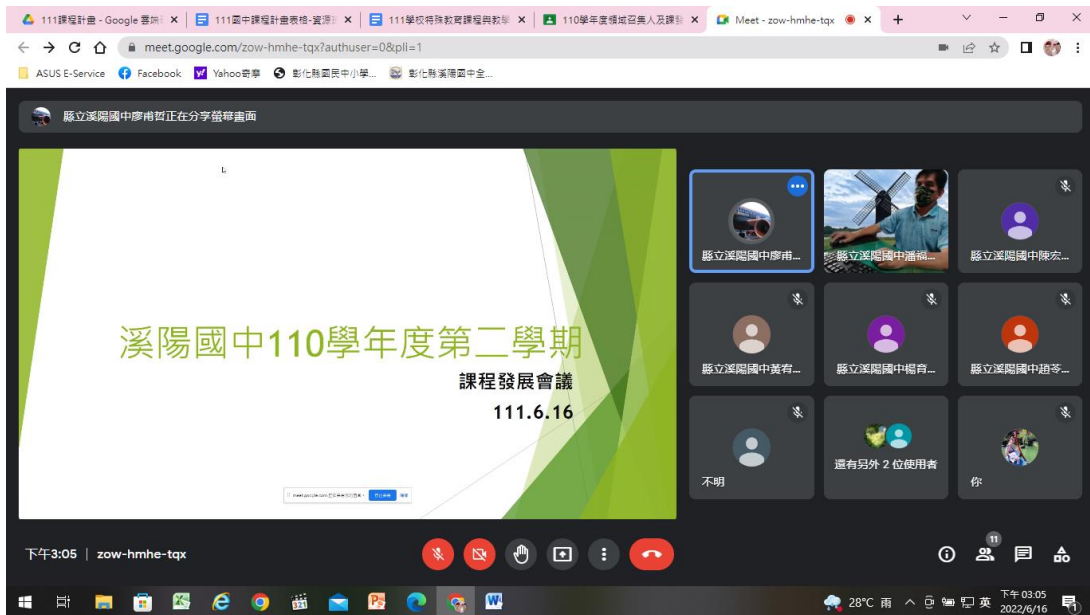 111課程計畫 - Google 雲端
111國中課程計畫表格-資源
111學校特殊教育課程與教學
110學年度領域召集人及課發
Meet - zow-hmhe-tqx
meet.google.com/zow-hmhe-tqx?authuser=0&pli=1
ASUS E-Service
Facebook
Yahoo奇摩
彰化縣國民中小學...
彰化縣溪陽國中全...
縣立溪陽國中廖甫哲正在分享螢幕畫面
溪陽國中110學年度第二學期
課程發展會議
111.6.16
縣立溪陽國中廖甫...
縣立溪陽國中潘福...
縣立溪陽國中陳宏...
縣立溪陽國中黃宥...
縣立溪陽國中楊育...
縣立溪陽國中趙苓...
不明
還有另外 2 位使用者
你
下午3:05 | zow-hmhe-tqx
11
28°C 雨
英
下午 03:05
2022/6/16